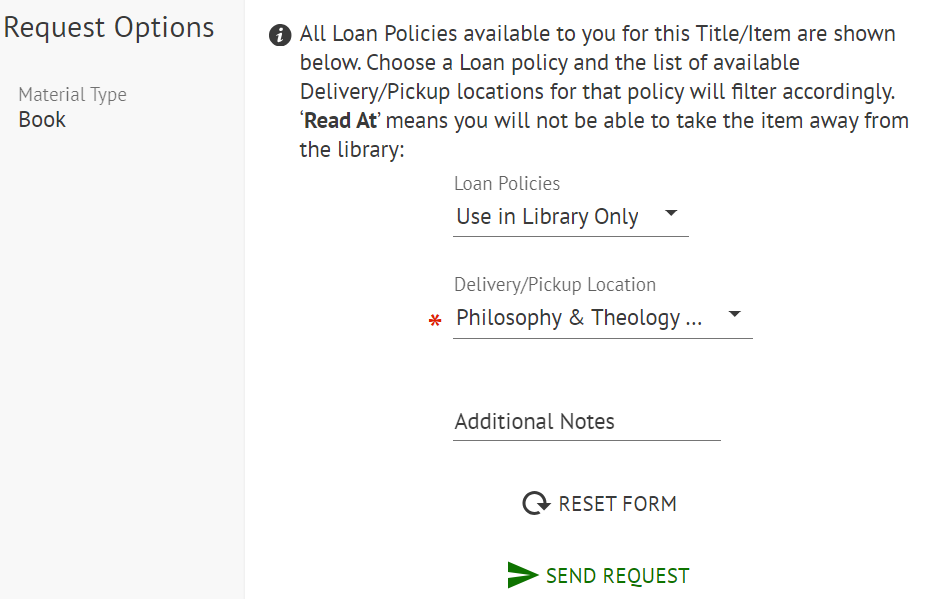 Request Options
Material Type
Book
All Loan Policies available to you for this Title/Item are shown
below. Choose a Loan policy and the list of available
Delivery/Pickup locations for that policy will filter accordingly.
‘Read At’ means you will not be able to take the item away from
the library:
Loan Policies
Use in Library Only
Delivery/Pickup Location
* Philosophy & Theology ...
Additional Notes
RESET FORM
SEND REQUEST